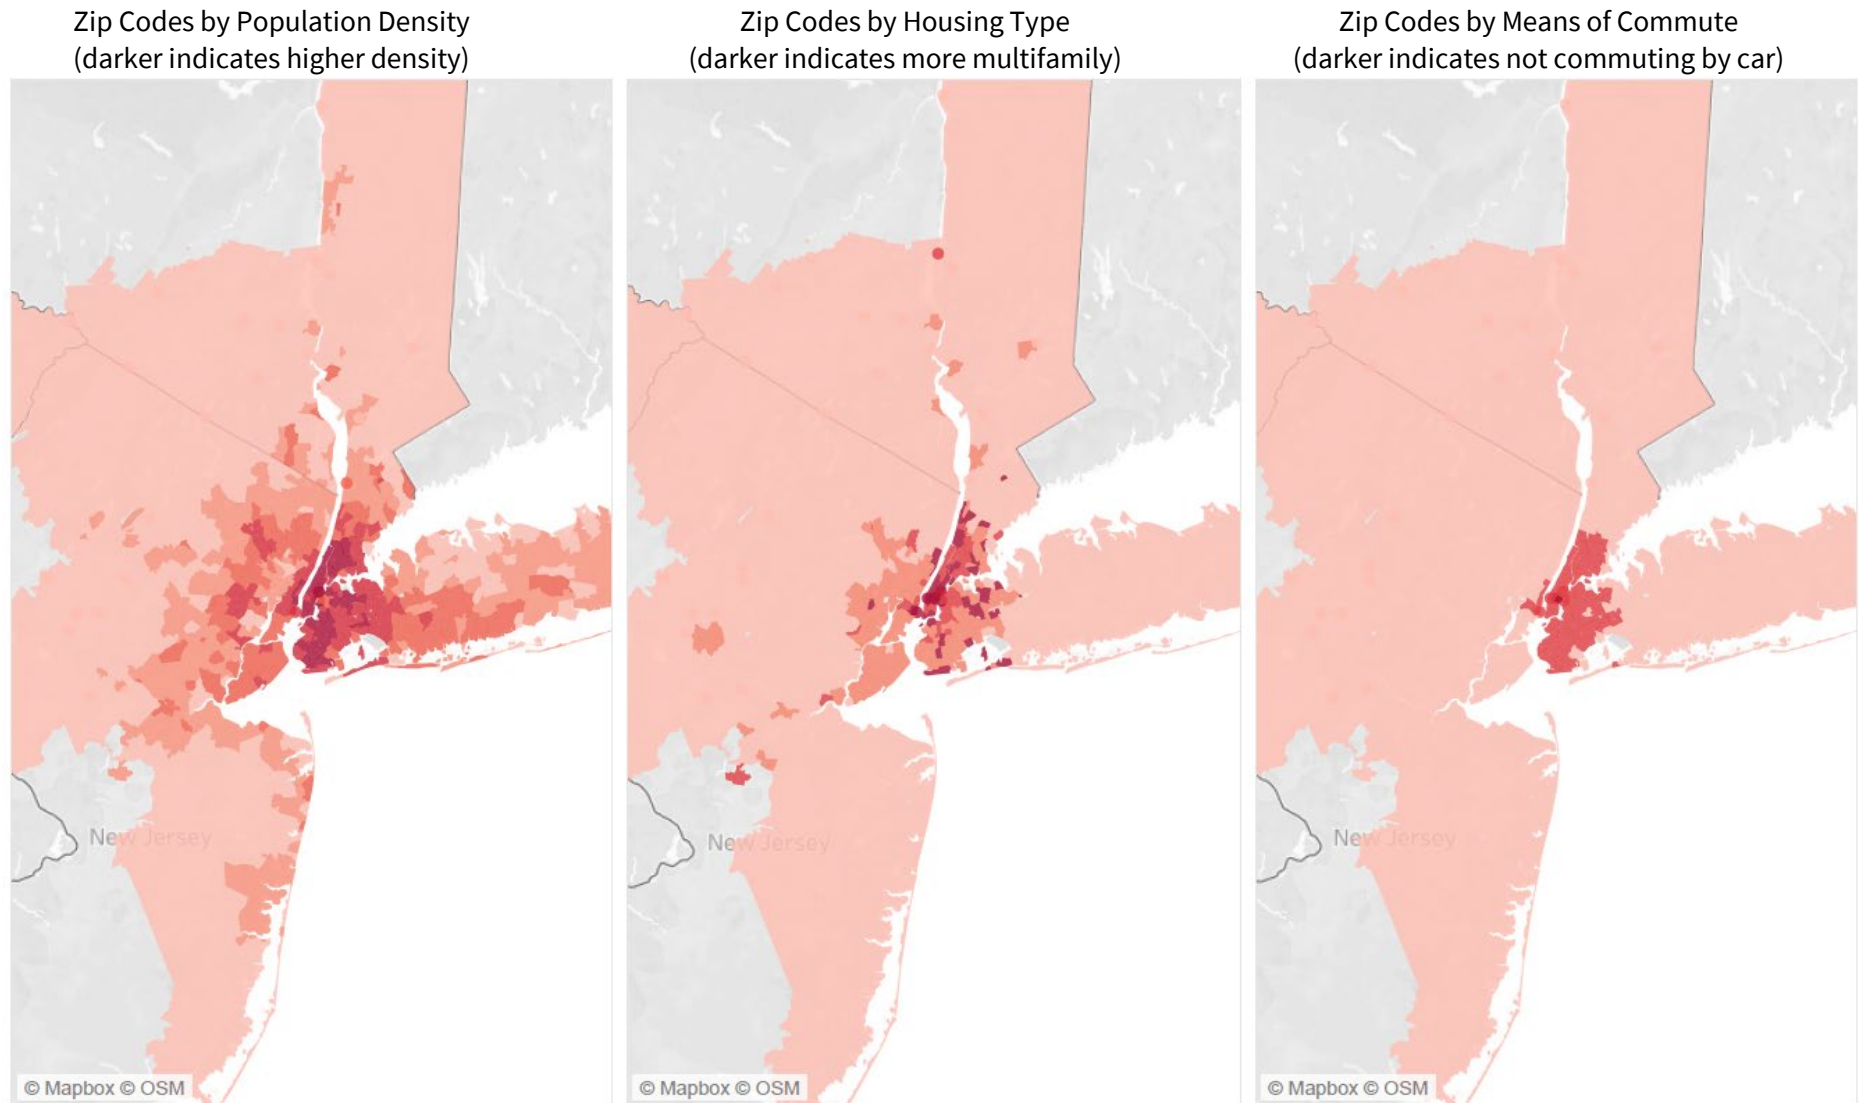 Zip Codes by Population Density
(darker indicates higher density)
Zip Codes by Housing Type
(darker indicates more multifamily)
Zip Codes by Means of Commute
(darker indicates not commuting by car)
New Jersey
New Jersey
New Jersey
© Mapbox © OSM
© Mapbox © OSM
© Mapbox © OSM